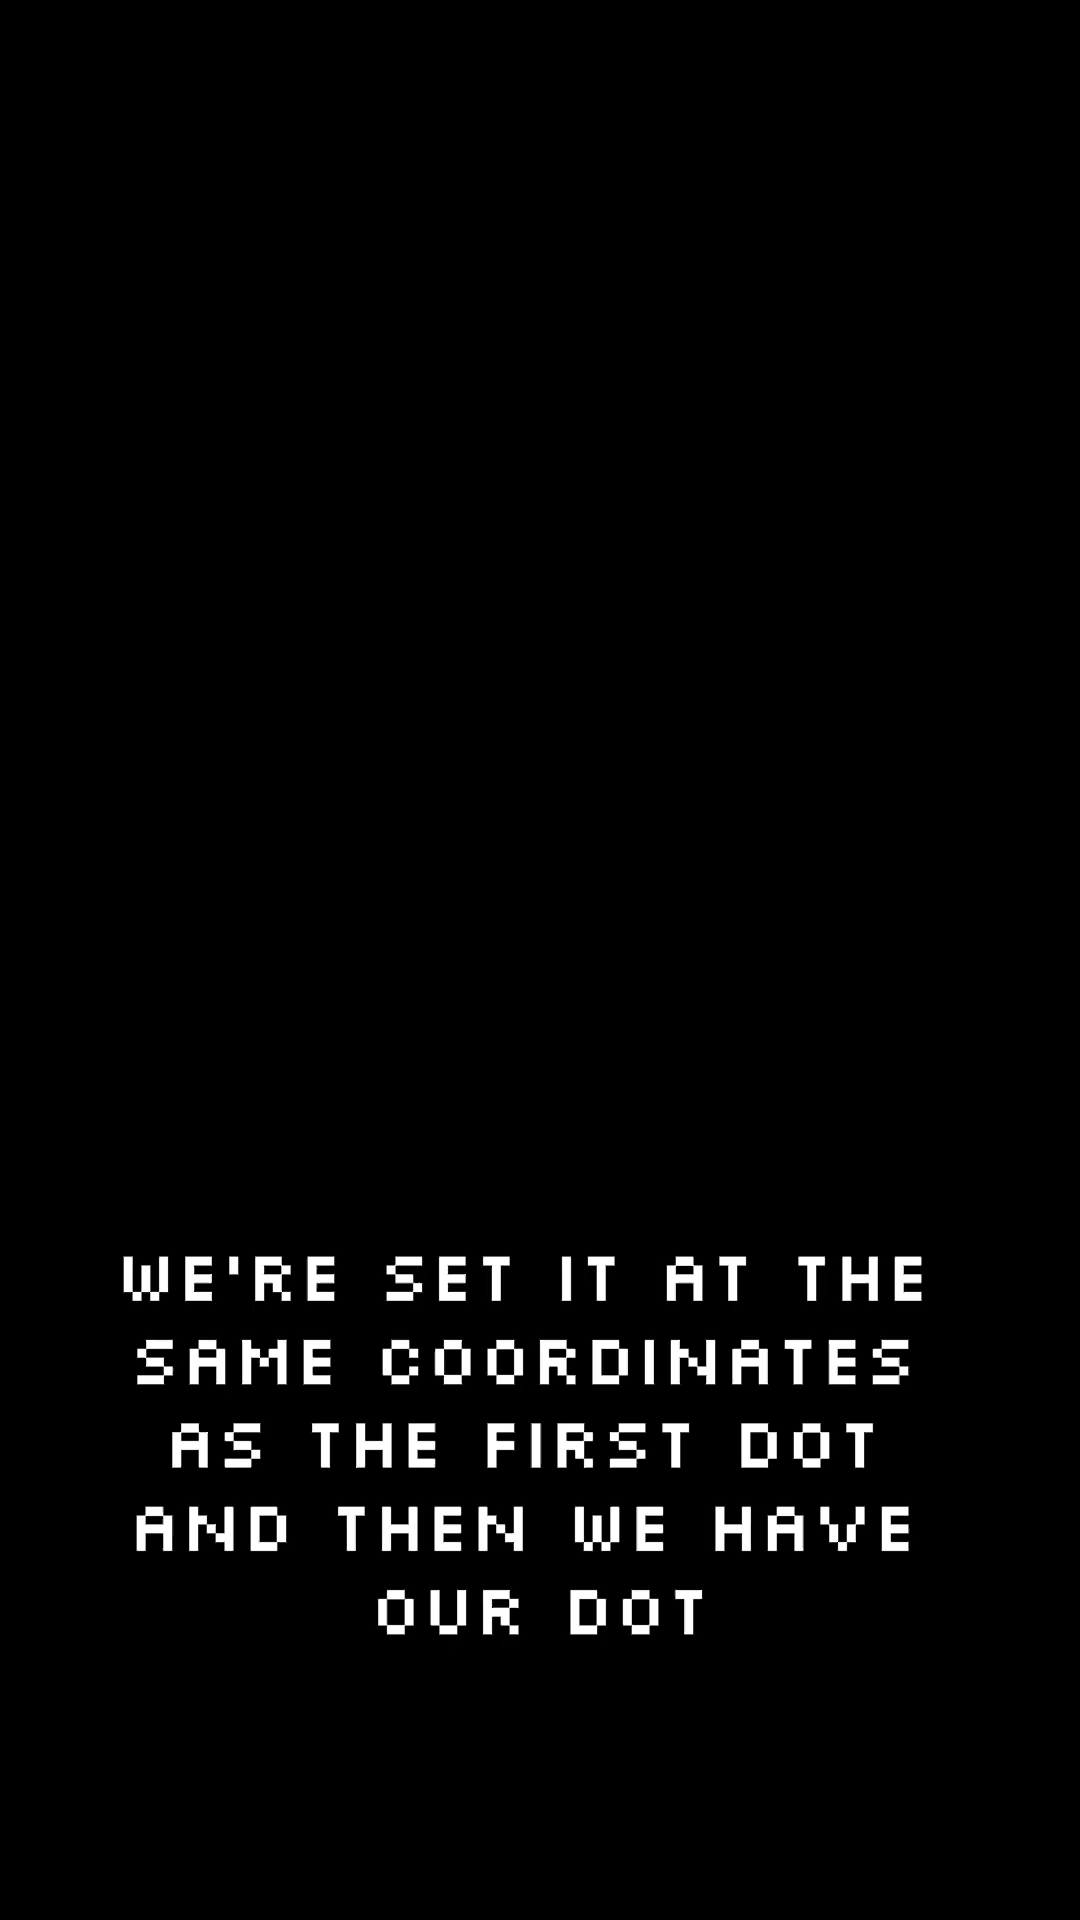 WE'RE SET IT AT THE
SAME COORDINATES
AS THE FIRST DOT
AND THEN WE HAVE
OUR DOT